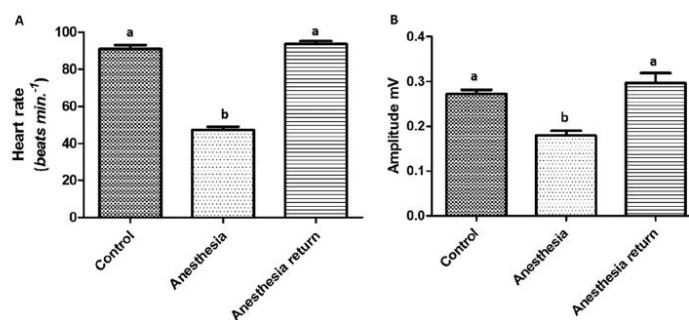 A
Heart rate
(beats min.-1)
100
80
60
40
20
0
a
b
a
Control
Anesthesia
Anesthesia return
B
Amplitude mV
0.4
0.3
0.2
0.1
0.0
a
b
a
Control
Anesthesia
Anesthesia return